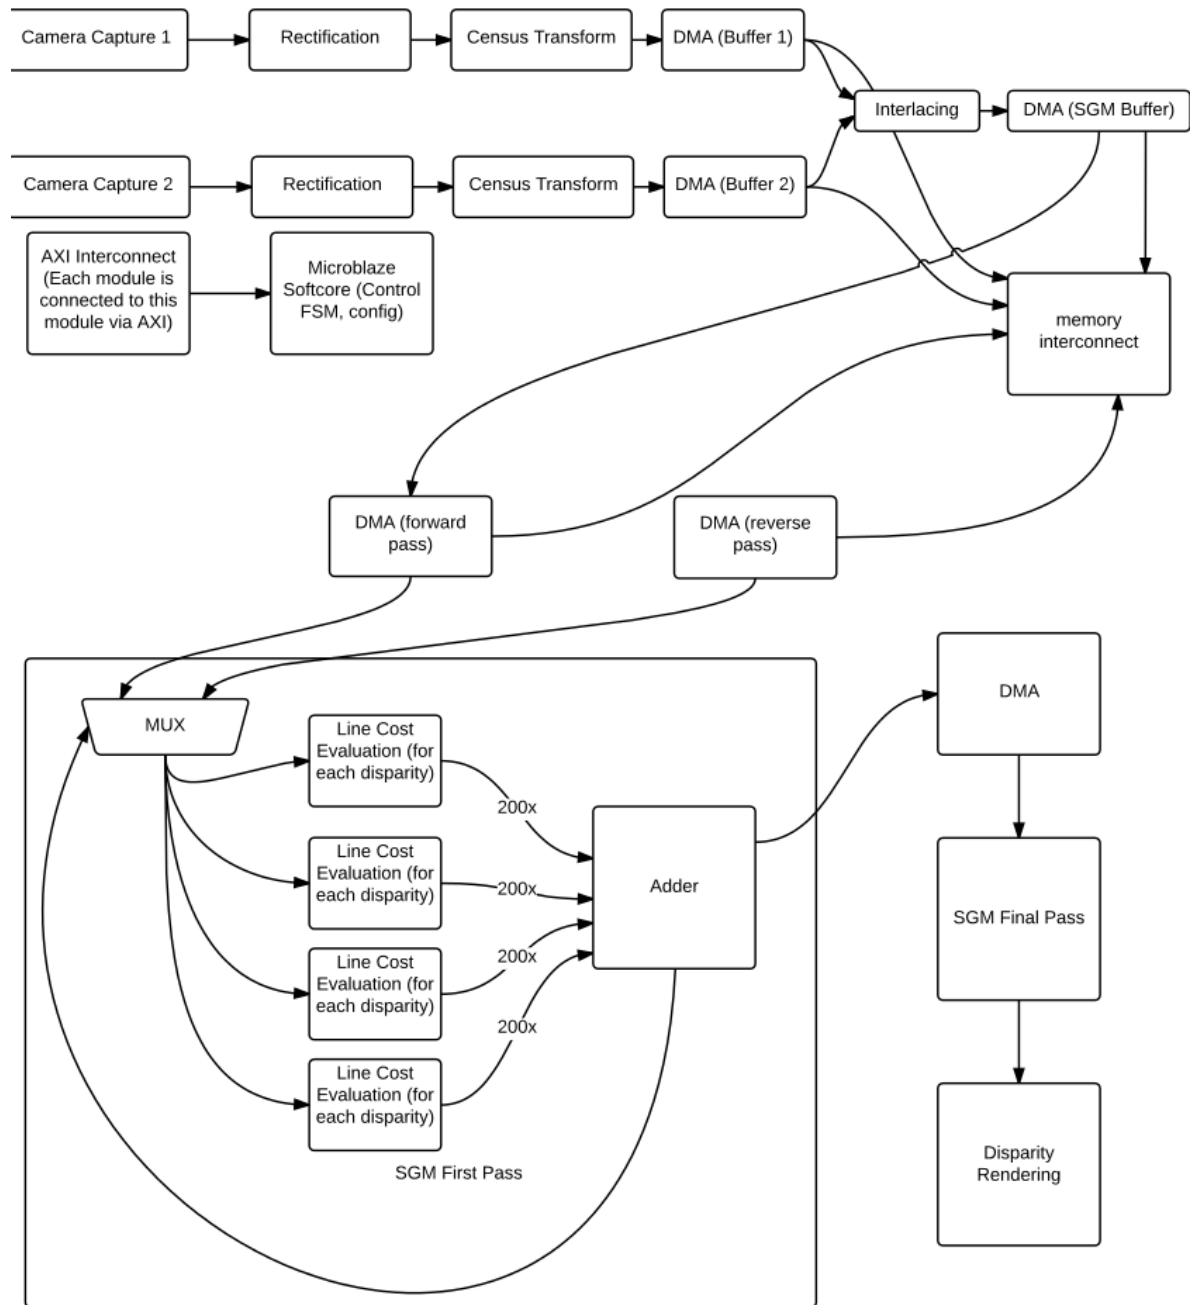 Camera Capture 1
Rectification
Census Transform
DMA (Buffer 1)
Interlacing
DMA (SGM Buffer)
Camera Capture 2
Rectification
Census Transform
DMA (Buffer 2)
AXI Interconnect
(Each module is
connected to this
module via AXI)
Microblaze
Softcore (Control
FSM, config)
memory
interconnect
DMA (forward
pass)
DMA (reverse
pass)
MUX
Line Cost
Evaluation (for
each disparity)
200x
Line Cost
Evaluation (for
each disparity)
200x
Line Cost
Evaluation (for
each disparity)
200x
Line Cost
Evaluation (for
each disparity)
200x
Adder
SGM First Pass
DMA
SGM Final Pass
Disparity
Rendering